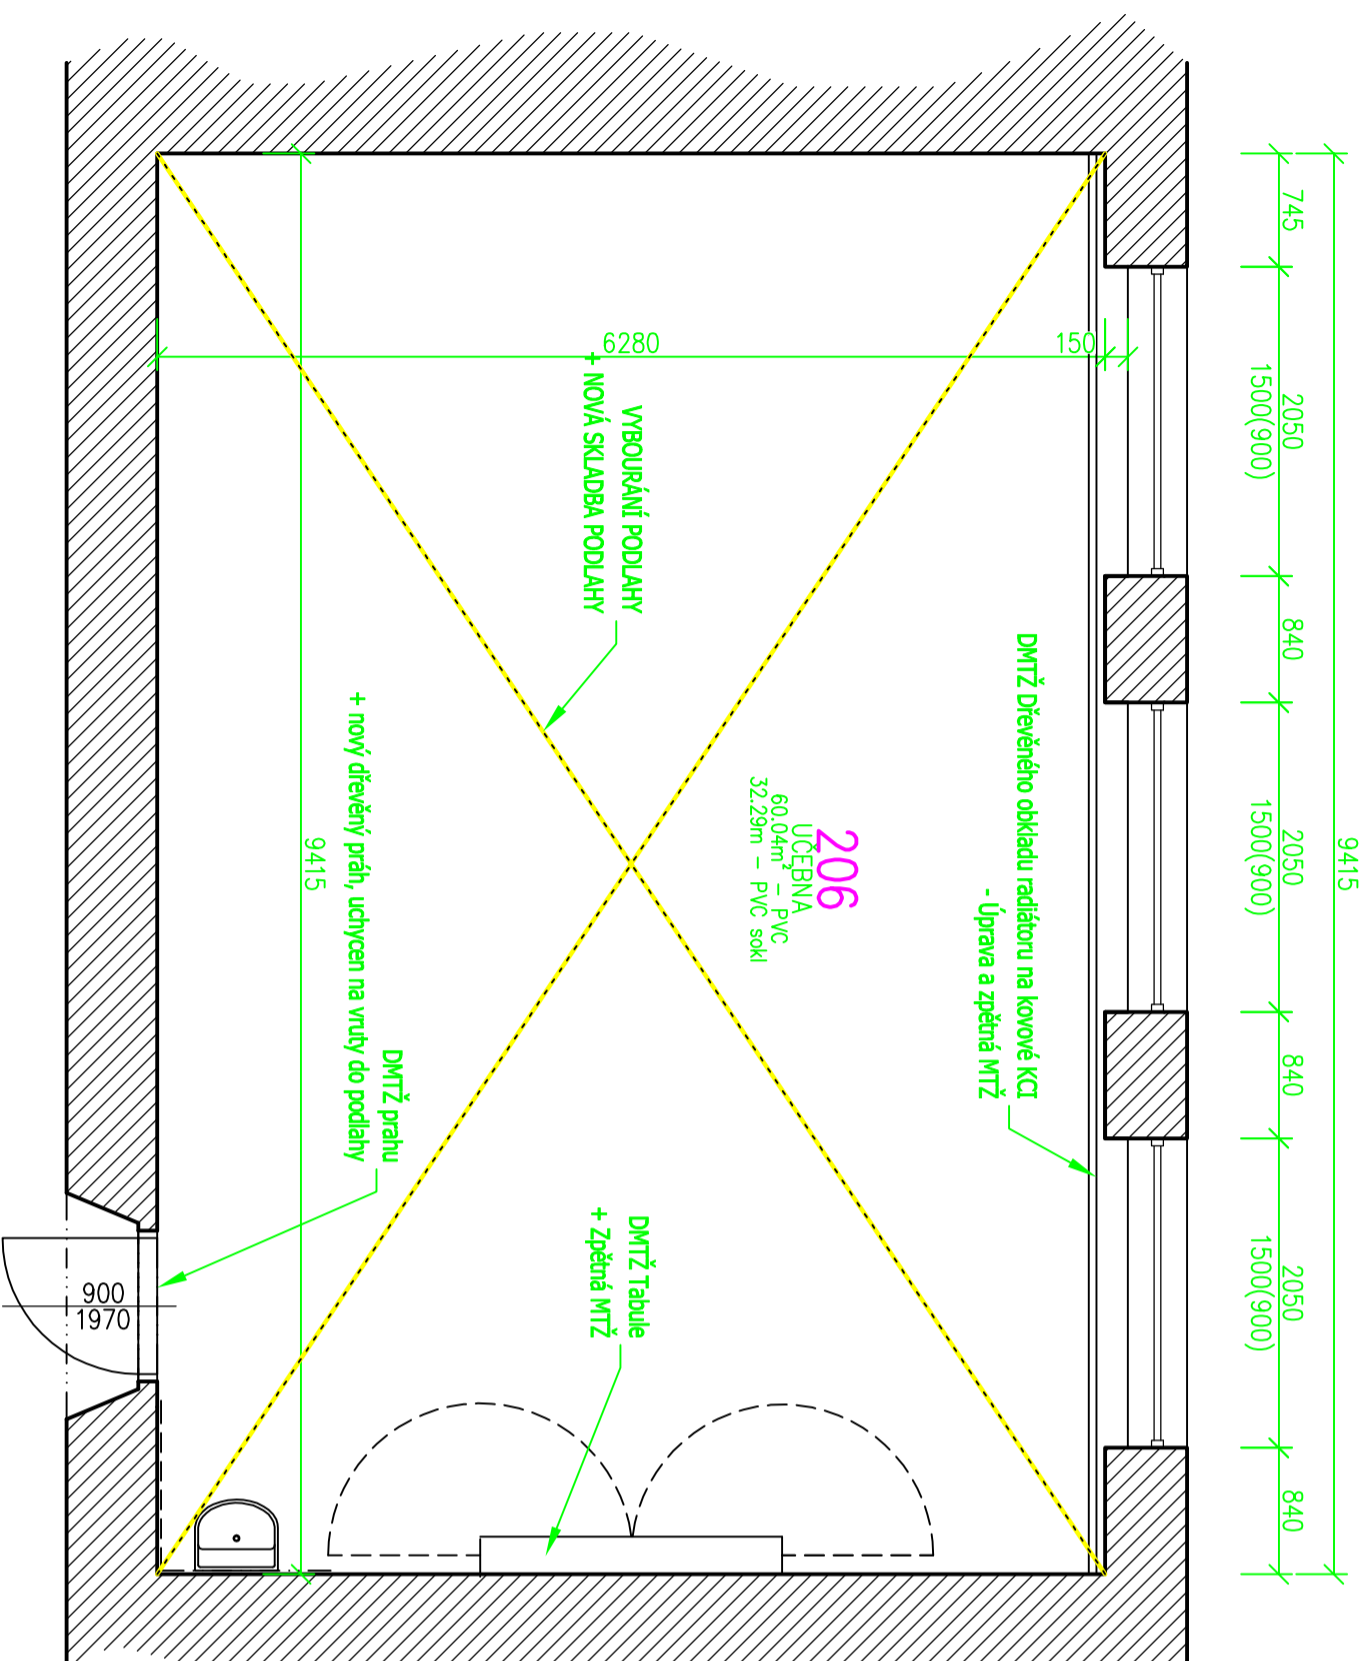 9415
745
2050
1500(900)
840
2050
1500(900)
840
2050
1500(900)
840
150
6280
DMTŽ Dřevěného obkladu radiátoru na kovové KCI
- Úprava a zpětná MTŽ
206
UČEBNA
60.04m² – PVC
32.29m – PVC sokl
VYBOURÁNÍ PODLAHY
+ NOVÁ SKLADBA PODLAHY
DMTŽ Tabule
+ Zpětná MTŽ
DMTŽ prahu
+ nový dřevěný práh, uchycen na vruty do podlahy
9415
900
1970